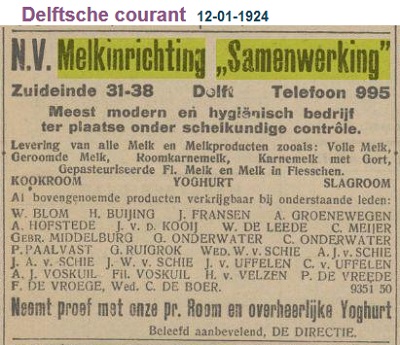 Delftsche courant 12-01-1924
N.V. Melkinrichting „Samenwerking”
Zuideinde 31-38 Delft Telefoon 995
Meest modern en hygiënisch bedrijf
ter plaatse onder scheikundige contrôle.
Levering van alle Melk en Melkproducten zooals: Volle Melk,
Geroomde Melk, Roomkarnemelk, Karnemelk met Gort,
Gepasteuriseerde Fl. Melk en Melk in Flesschen.
KOOKROOM YOGHURT SLAGROOM
Al bovengenoemde producten verkrijgbaar bij onderstaande leden:
W. BLOM H. BUIJING J. FRANSEN A. GROENEWEGEN
A. HOFSTEDE J. v. D. KOOIJ W. DE LEEDE C. MEIJER
GEBR. MIDDELBURG G. ONDERWATER C. ONDERWATER
P. PAALVAST G. RUIGROK WED. W. v. SCHIE A. J. v. SCHIE
J. A. v. SCHIE J. W. v. SCHIE J. v. UFFELEN C. v. UFFELEN
A. J. VOSKUIL FIL. VOSKUIL H. v. VELZEN P. DE VREEDE
F. DE VROEGE, WED. C. DE BOER. 9351 50
Neemt proef met onze pr. Room en overheerlijke Yoghurt
Beleefd aanbevelend, DE DIRECTIE.